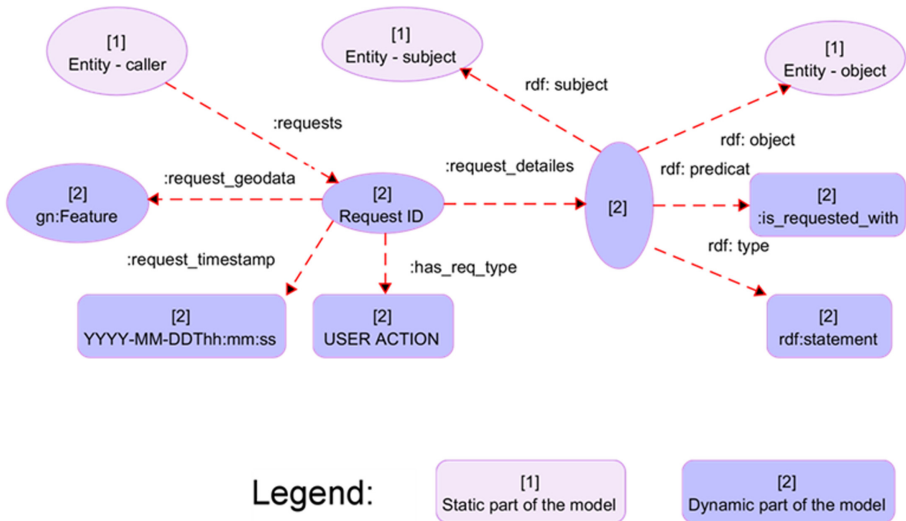 [1]
Entity - caller
[1]
Entity - subject
[1]
Entity - object
rdf: subject
:requests
rdf: object
:request_geodata
:request_detailes
rdf: predicat
[2]
gn:Feature
[2]
Request ID
[2]
[2]
:is_requested_with
:request_timestamp
:has_req_type
rdf: type
[2]
YYYY-MM-DDThh:mm:ss
[2]
USER ACTION
[2]
rdf:statement
Legend:
[1]
Static part of the model
[2]
Dynamic part of the model